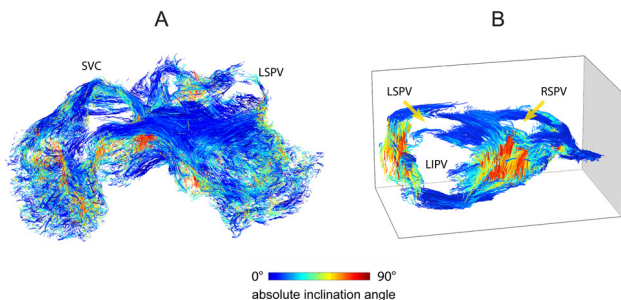 A
B
SVC
LSPV
LSPV
RSPV
LIPV
0°
90°
absolute inclination angle